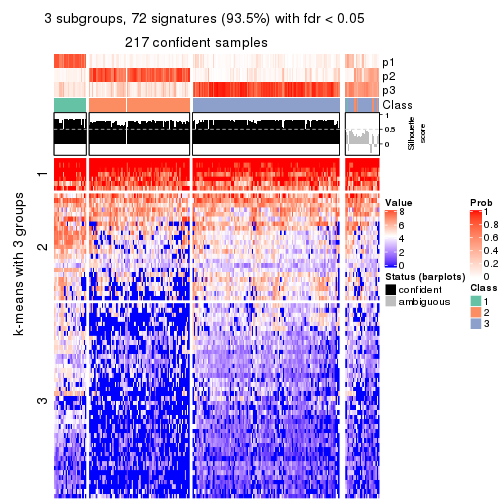 3 subgroups, 72 signatures (93.5%) with fdr < 0.05
217 confident samples
p1
p2
p3
Class
1
0.5
0
Silhouette
score
k-means with 3 groups
1
2
3
Value
8
6
4
2
0
Status (barplots)
confident
ambiguous
Prob
1
0.8
0.6
0.4
0.2
0
Class
1
2
3